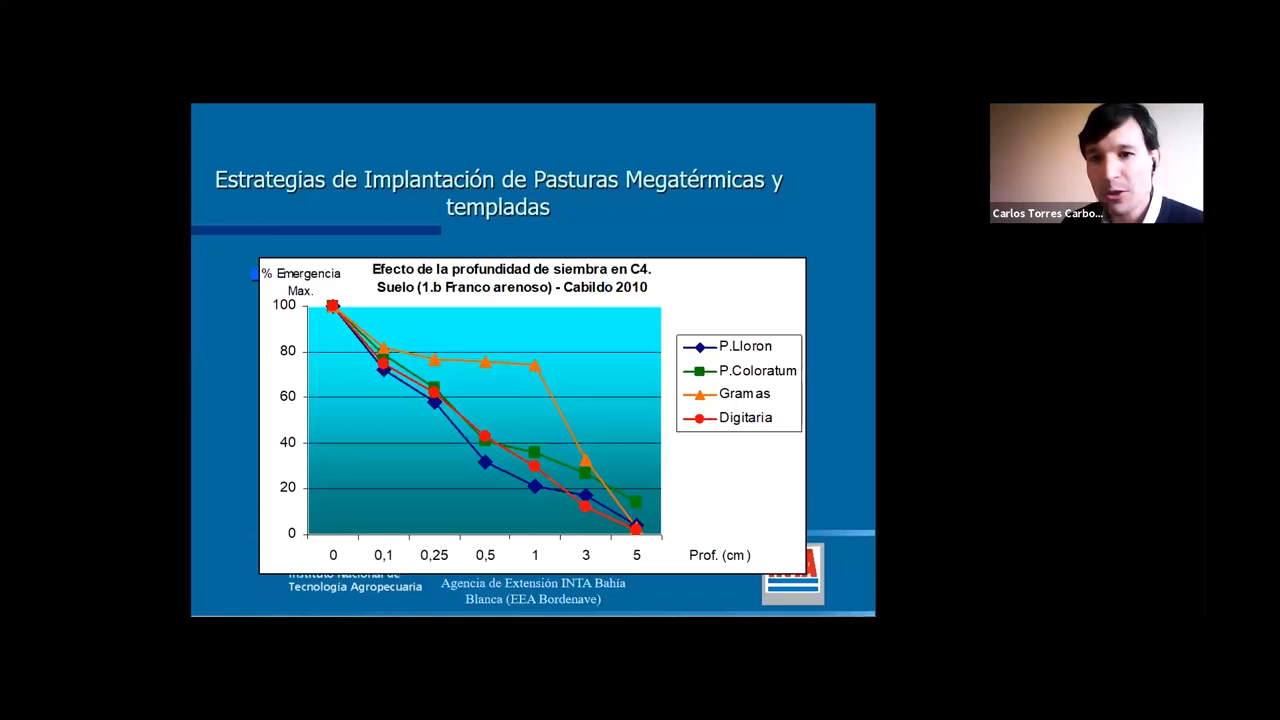 Estrategias de Implantación de Pasturas Megatérmicas y
templadas
% Emergencia
Max.
Efecto de la profundidad de siembra en C4.
Suelo (1.b Franco arenoso) - Cabildo 2010
100
80
60
40
20
0
0 0,1 0,25 0,5 1 3 5 Prof. (cm)
P.Lloron
P.Coloratum
Gramas
Digitaria
Instituto Nacional de
Tecnología Agropecuaria
Agencia de Extensión INTA Bahía
Blanca (EEA Bordenave)
INTA
Carlos Torres Carbo...